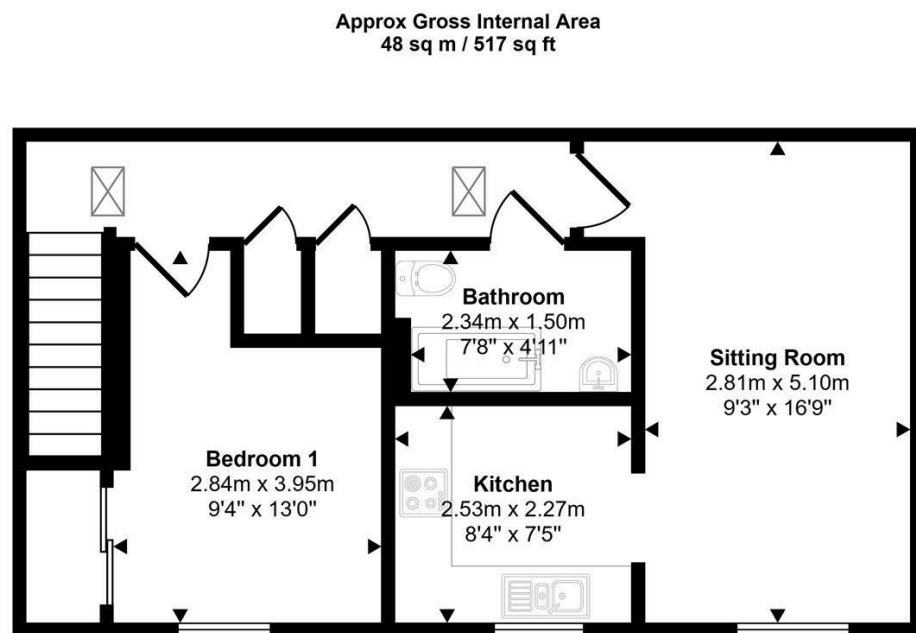 Approx Gross Internal Area
48 sq m / 517 sq ft
Bathroom
2.34m x 1.50m
7'8" x 4'11"
Sitting Room
2.81m x 5.10m
9'3" x 16'9"
Bedroom 1
2.84m x 3.95m
9'4" x 13'0"
Kitchen
2.53m x 2.27m
8'4" x 7'5"